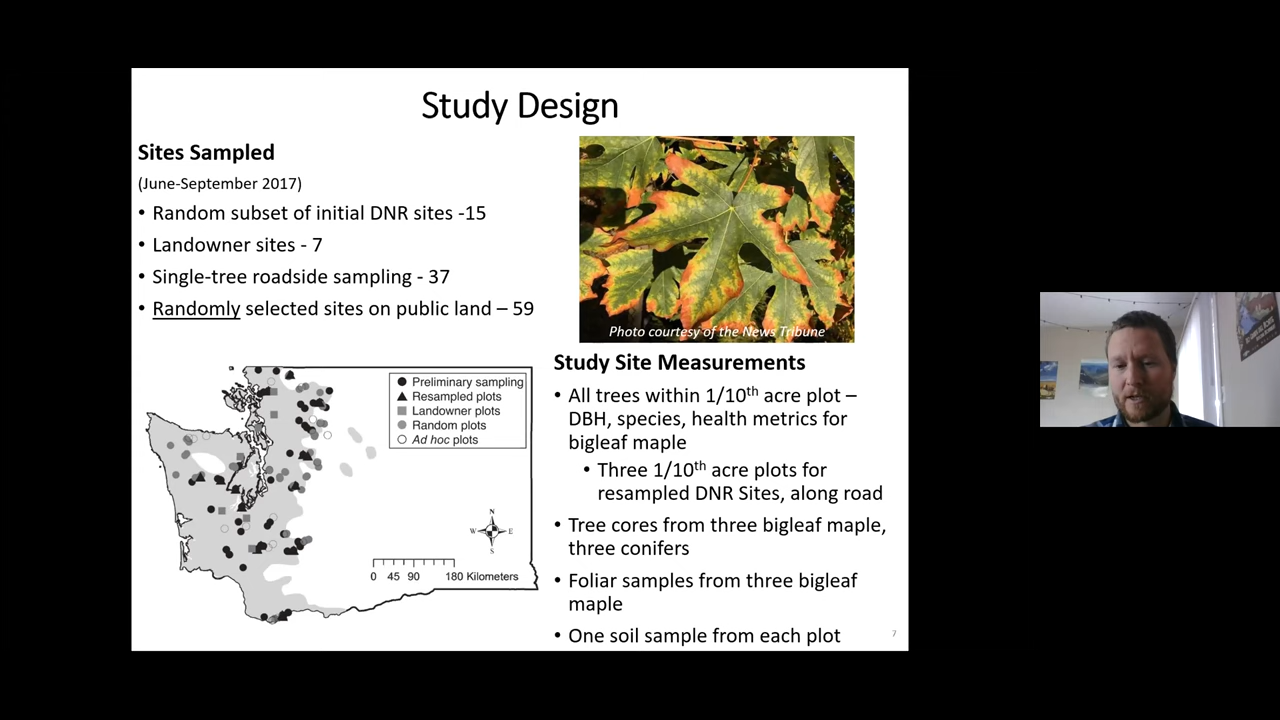 Study Design
Sites Sampled
(June-September 2017)
• Random subset of initial DNR sites -15
• Landowner sites - 7
• Single-tree roadside sampling - 37
• Randomly selected sites on public land – 59
Photo courtesy of the News Tribune
Preliminary sampling
Resampled plots
Landowner plots
Random plots
Ad hoc plots
N
W E
S
0 45 90 180 Kilometers
Study Site Measurements
• All trees within 1/10th acre plot –
DBH, species, health metrics for
bigleaf maple
• Three 1/10th acre plots for
resampled DNR Sites, along road
• Tree cores from three bigleaf maple,
three conifers
• Foliar samples from three bigleaf
maple
• One soil sample from each plot
7